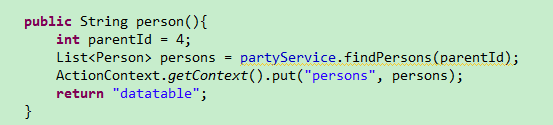 public String person(){
    int parentId = 4;
    List<Person> persons = partyService.findPersons(parentId);
    ActionContext.getContext().put("persons", persons);
    return "datatable";
}